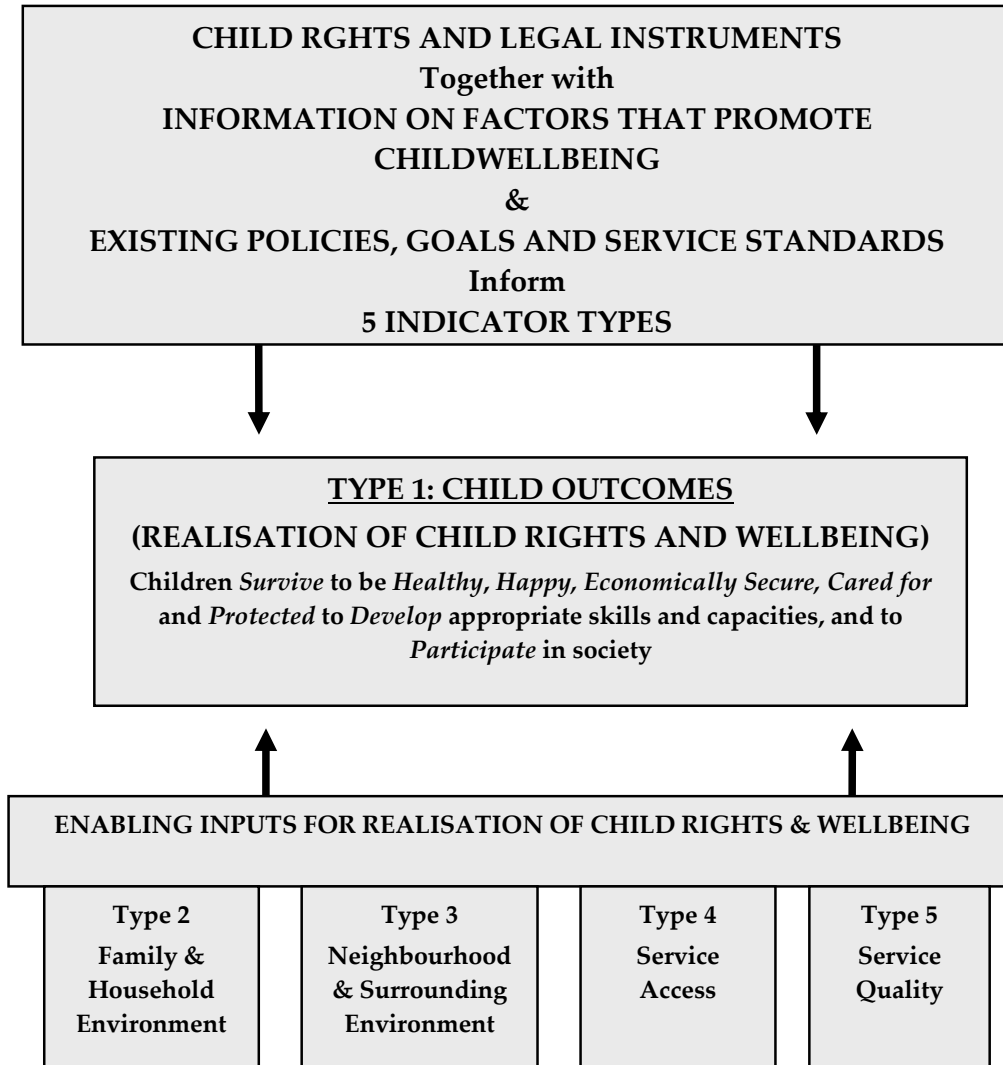 CHILD RGHTS AND LEGAL INSTRUMENTS
Together with
INFORMATION ON FACTORS THAT PROMOTE
CHILDWELLBEING
&
EXISTING POLICIES, GOALS AND SERVICE STANDARDS
Inform
5 INDICATOR TYPES
TYPE 1: CHILD OUTCOMES
(REALISATION OF CHILD RIGHTS AND WELLBEING)
Children Survive to be Healthy, Happy, Economically Secure, Cared for
and Protected to Develop appropriate skills and capacities, and to
Participate in society
ENABLING INPUTS FOR REALISATION OF CHILD RIGHTS & WELLBEING
Type 2
Family &
Household
Environment
Type 3
Neighbourhood
& Surrounding
Environment
Type 4
Service
Access
Type 5
Service
Quality